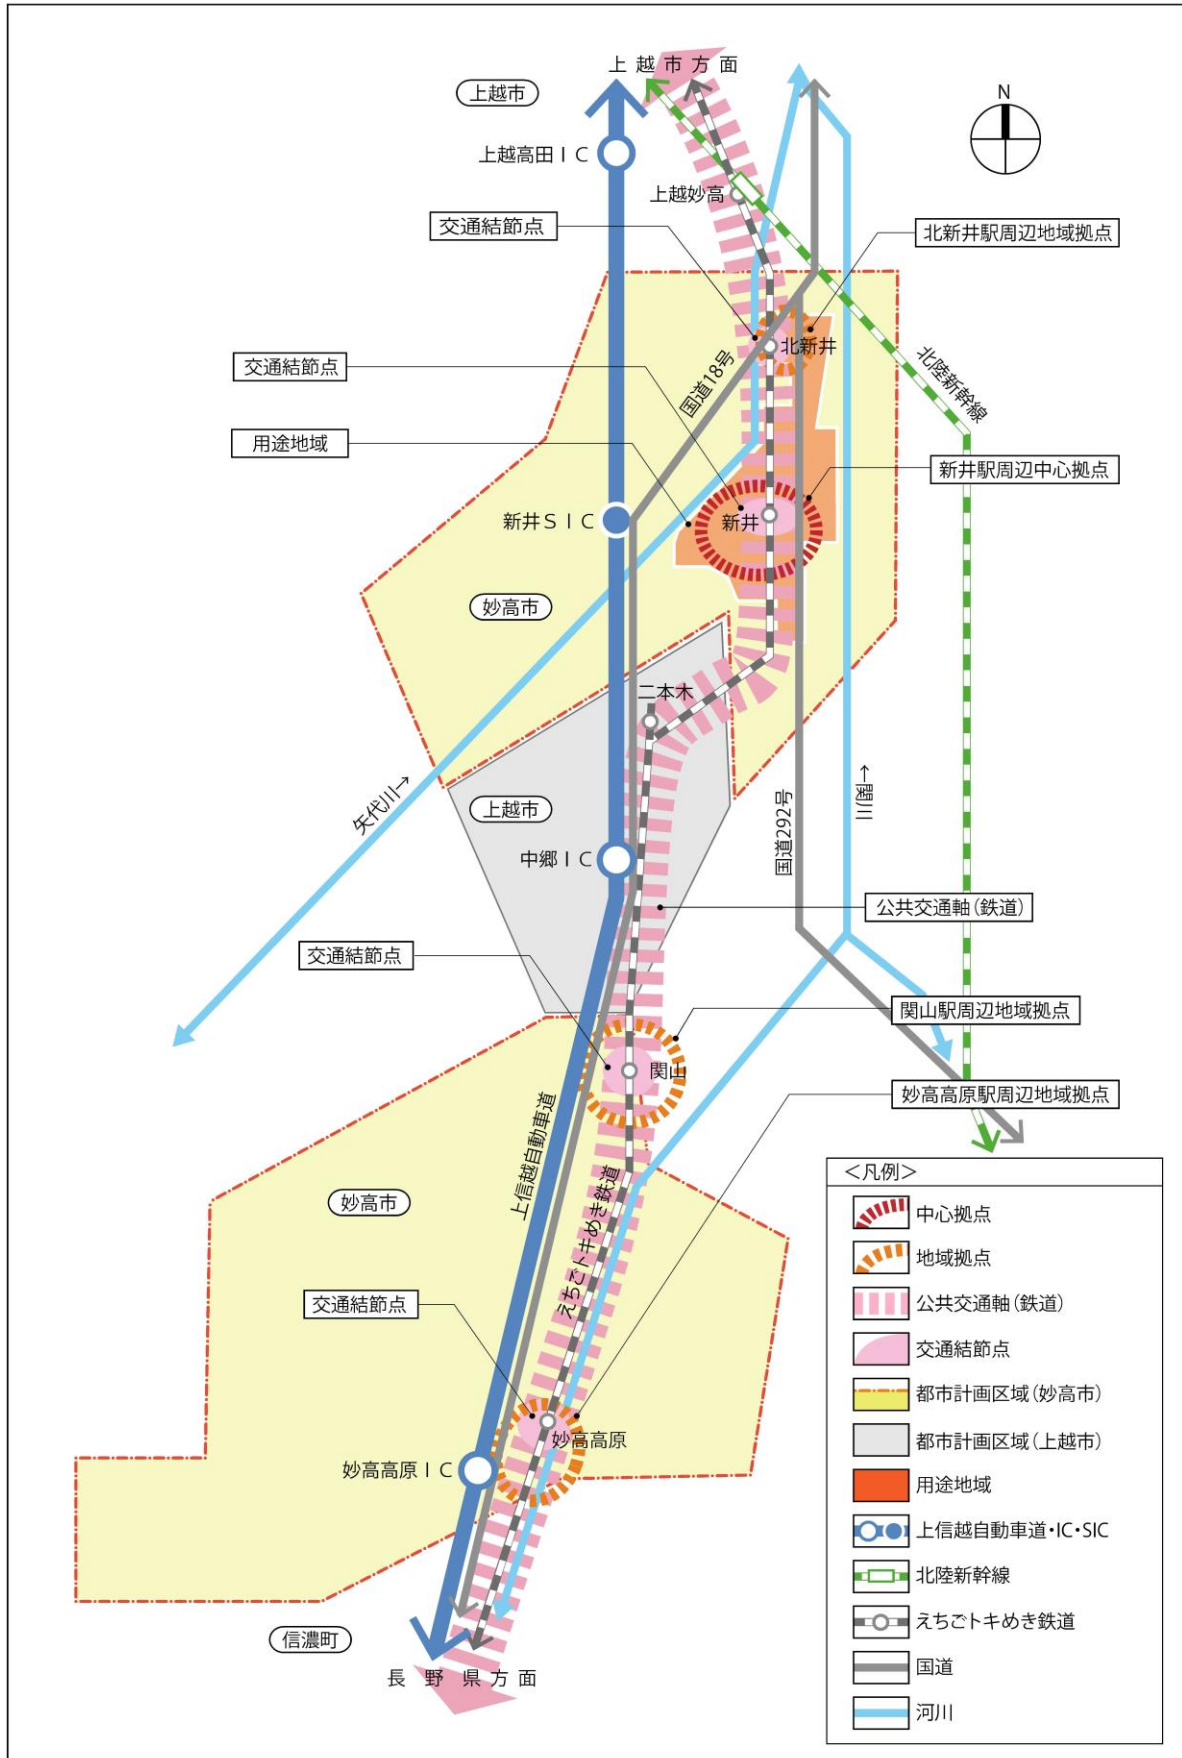 上越市方面
N
上越市
上越高田ＩＣ
上越妙高
交通結節点
北新井駅周辺地域拠点
北新井
国道18号
北陸新幹線
交通結節点
用途地域
新井駅周辺中心拠点
新井ＳＩＣ
新井
妙高市
二本木
矢代川→
上越市
国道292号
←関川
中郷ＩＣ
公共交通軸（鉄道）
交通結節点
関山駅周辺地域拠点
関山
妙高高原駅周辺地域拠点
上信越自動車道
えちごトキめき鉄道
妙高市
交通結節点
妙高高原
妙高高原ＩＣ
信濃町
長野県方面
＜凡例＞
中心拠点
地域拠点
公共交通軸（鉄道）
交通結節点
都市計画区域（妙高市）
都市計画区域（上越市）
用途地域
上信越自動車道・IC・SIC
北陸新幹線
えちごトキめき鉄道
国道
河川